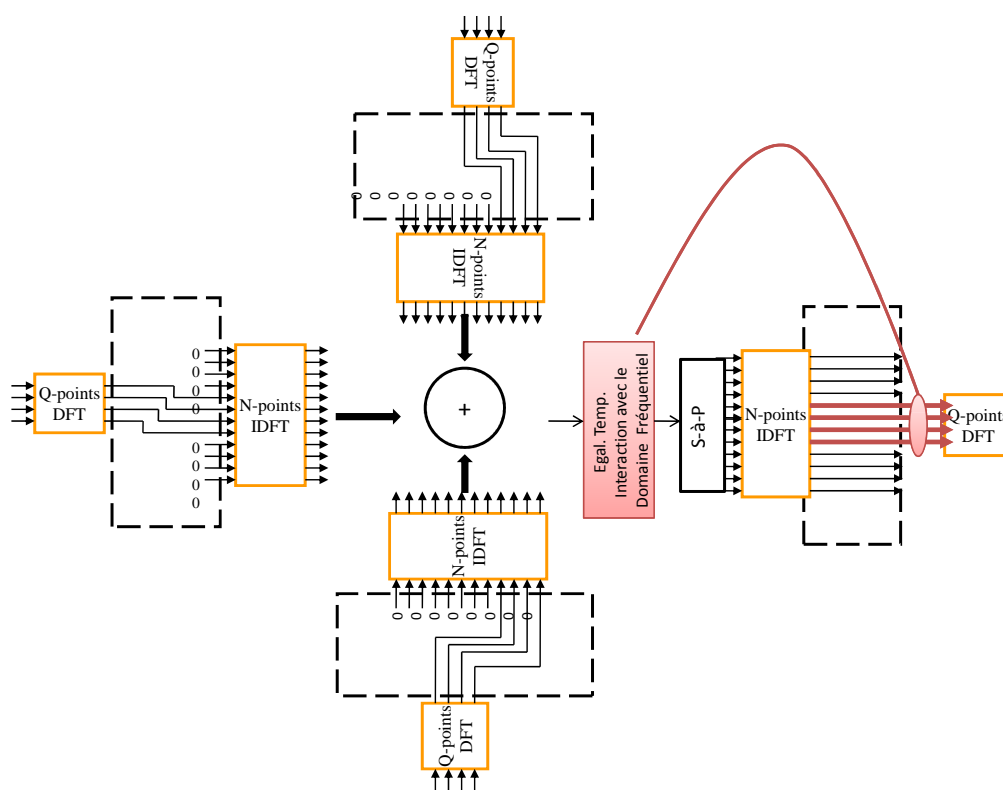 Q-points
DFT
0 0 0 0 0 0 0 0
N-points
IDFT
Q-points
DFT
0
0
0
0
0
0
0
0
N-points
IDFT
+
Egal. Temp.
Interaction avec le
Domaine Fréquentiel
S-à-P
N-points
IDFT
Q-points
DFT
N-points
IDFT
0 0 0 0 0 0 0 0
Q-points
DFT